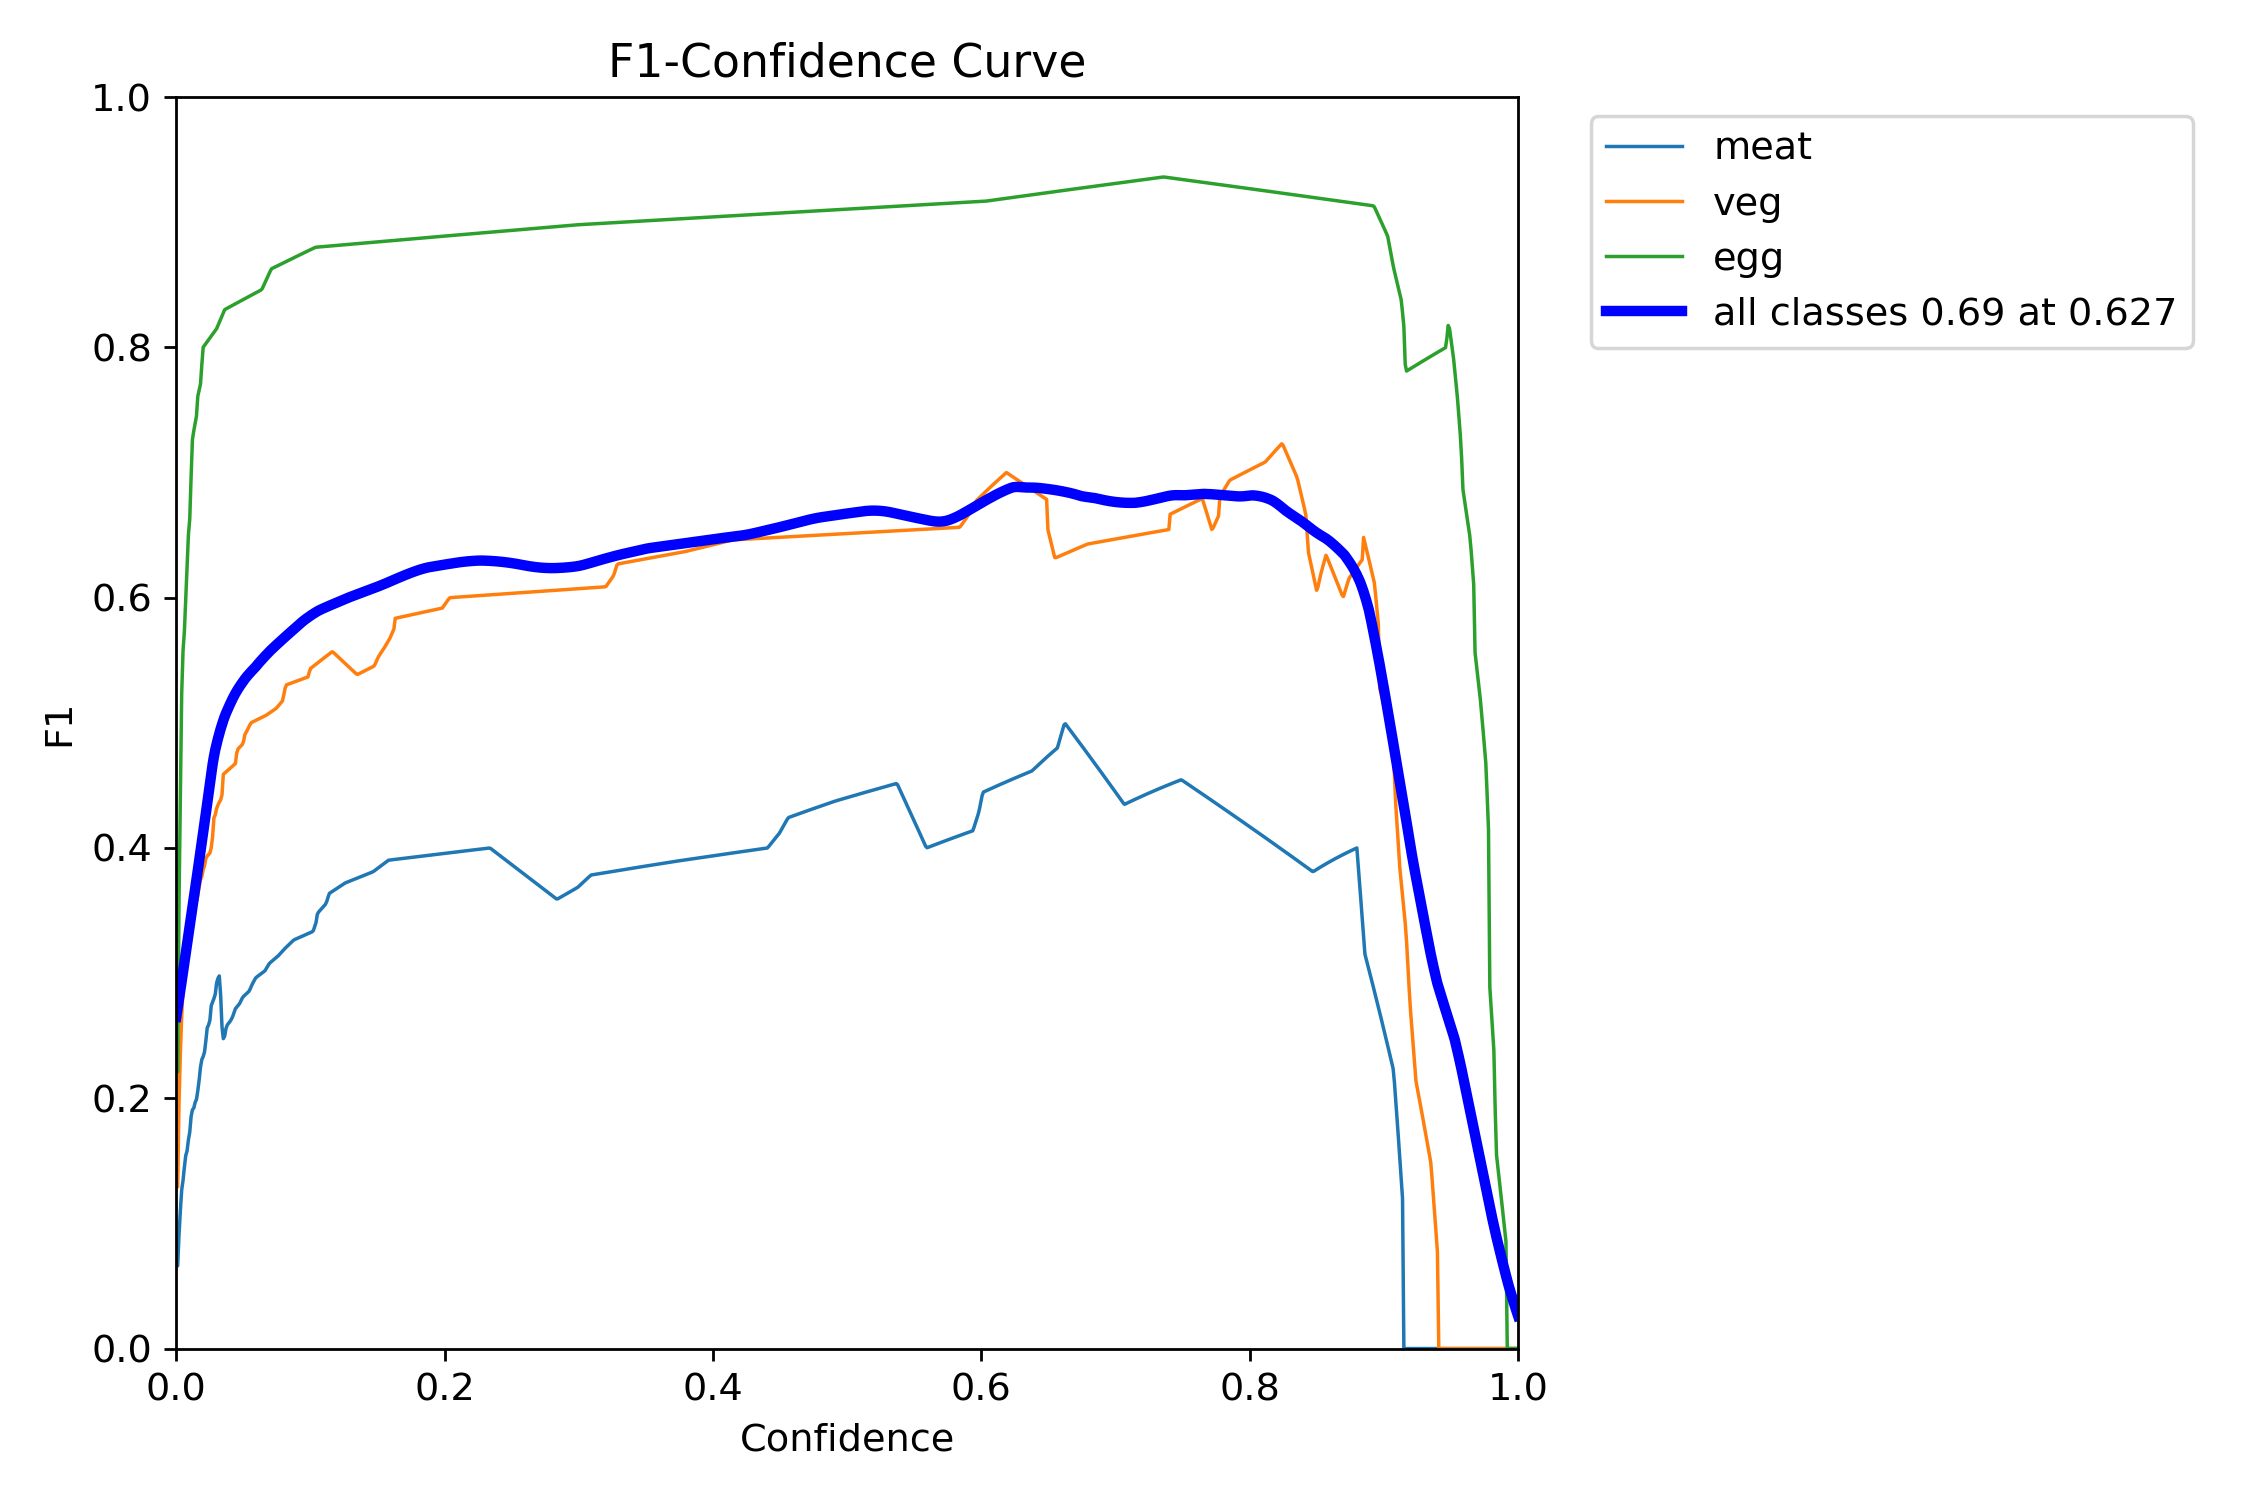 F1-Confidence Curve
1.0
0.8
0.6
0.4
0.2
0.0
F1
0.0 0.2 0.4 0.6 0.8 1.0
Confidence
meat
veg
egg
all classes 0.69 at 0.627